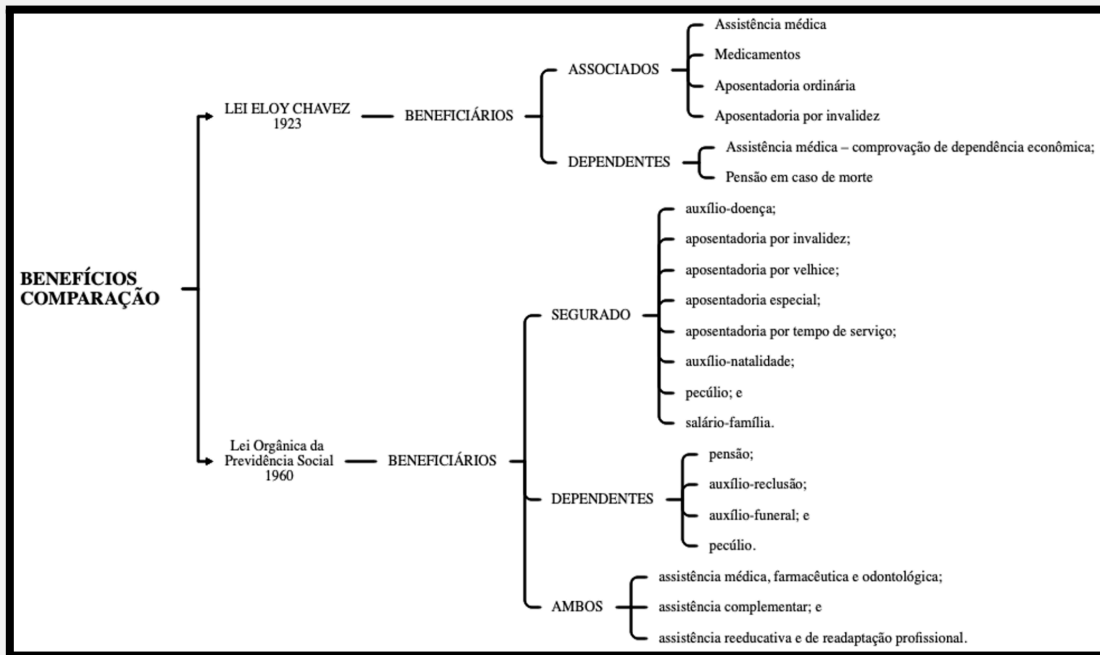 BENEFÍCIOS
COMPARAÇÃO
LEI ELOY CHAVEZ
1923
BENEFICIÁRIOS
ASSOCIADOS
Assistência médica
Medicamentos
Aposentadoria ordinária
Aposentadoria por invalidez
DEPENDENTES
Assistência médica – comprovação de dependência econômica;
Pensão em caso de morte
Lei Orgânica da
Previdência Social
1960
BENEFICIÁRIOS
SEGURADO
auxílio-doença;
aposentadoria por invalidez;
aposentadoria por velhice;
aposentadoria especial;
aposentadoria por tempo de serviço;
auxílio-natalidade;
pecúlio; e
salário-família.
DEPENDENTES
pensão;
auxílio-reclusão;
auxílio-funeral; e
pecúlio.
AMBOS
assistência médica, farmacêutica e odontológica;
assistência complementar; e
assistência reeducativa e de readaptação profissional.